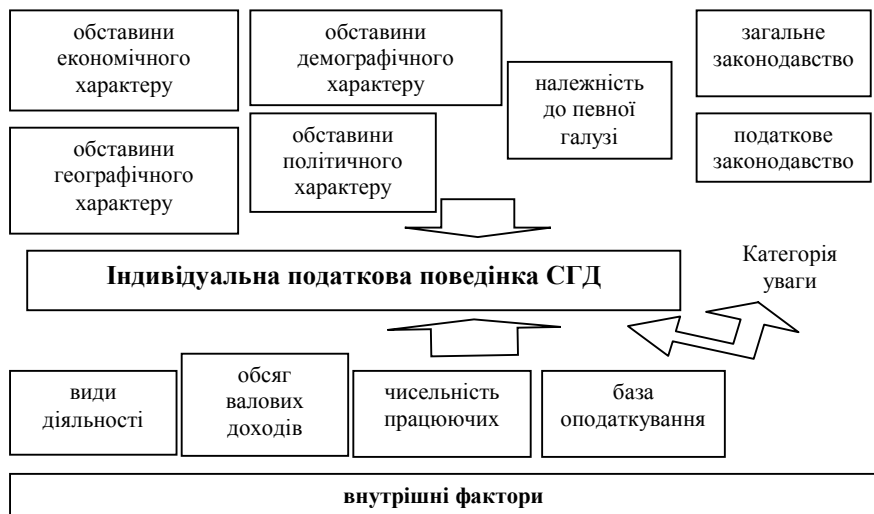 обставини
економічного
характеру
обставини
демографічного
характеру
належність
до певної
галузі
загальне
законодавство
обставини
географічного
характеру
обставини
політичного
характеру
податкове
законодавство
Індивідуальна податкова поведінка СГД
Категорія
уваги
види
діяльності
обсяг
валових
доходів
чисельність
працюючих
база
оподаткування
внутрішні фактори